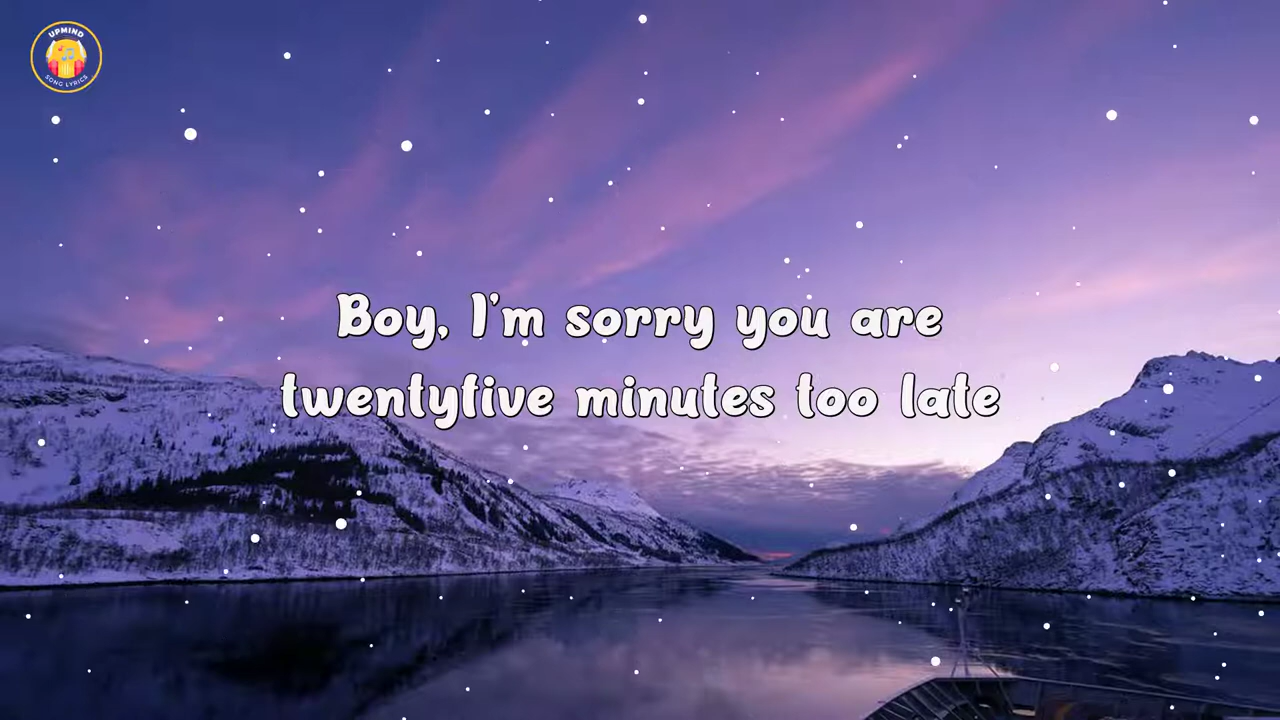 UPMIND
SONG LYRICS
Boy, I'm sorry you are
twentyfive minutes too late